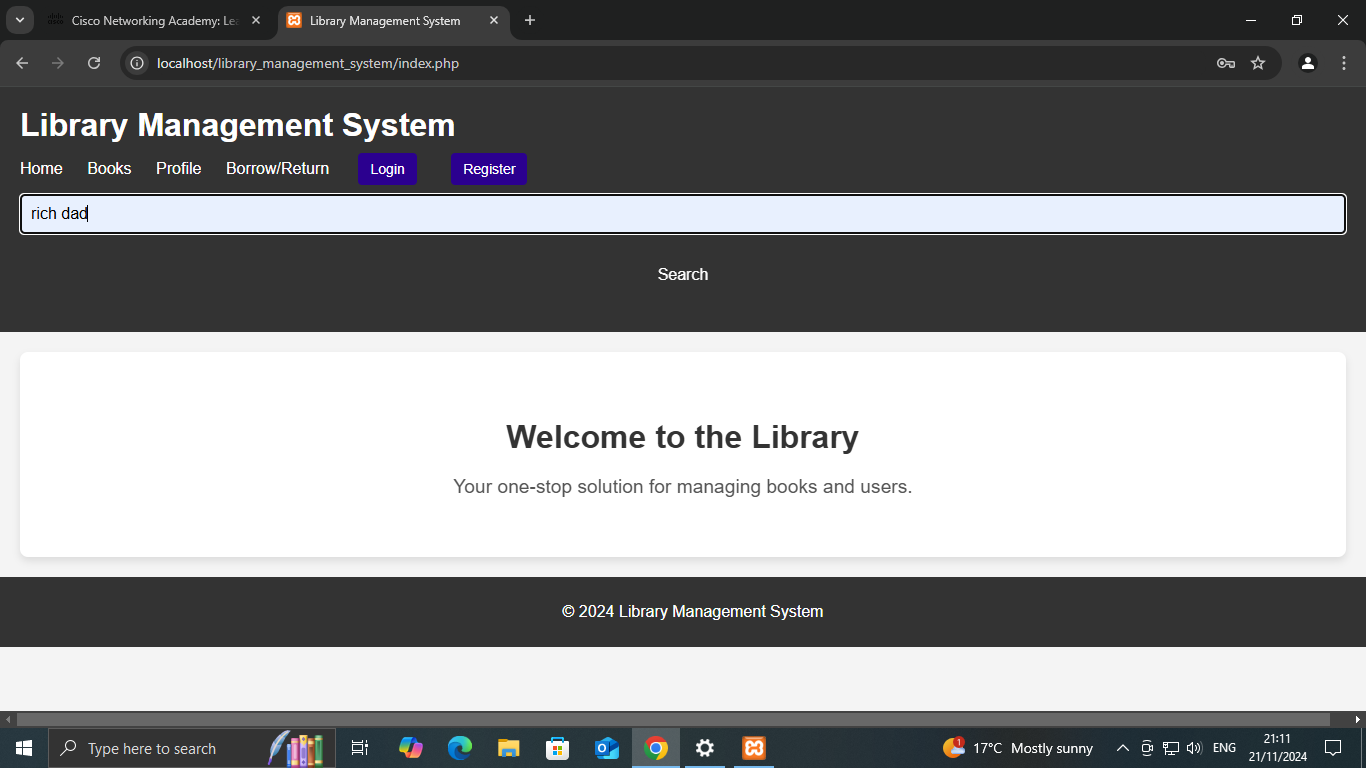 Cisco Networking Academy: Lea
Library Management System
localhost/library_management_system/index.php
Library Management System
Home Books Profile Borrow/Return Login Register
rich dad
Search
Welcome to the Library
Your one-stop solution for managing books and users.
© 2024 Library Management System
Type here to search
1
17°C Mostly sunny
ENG
21:11
21/11/2024